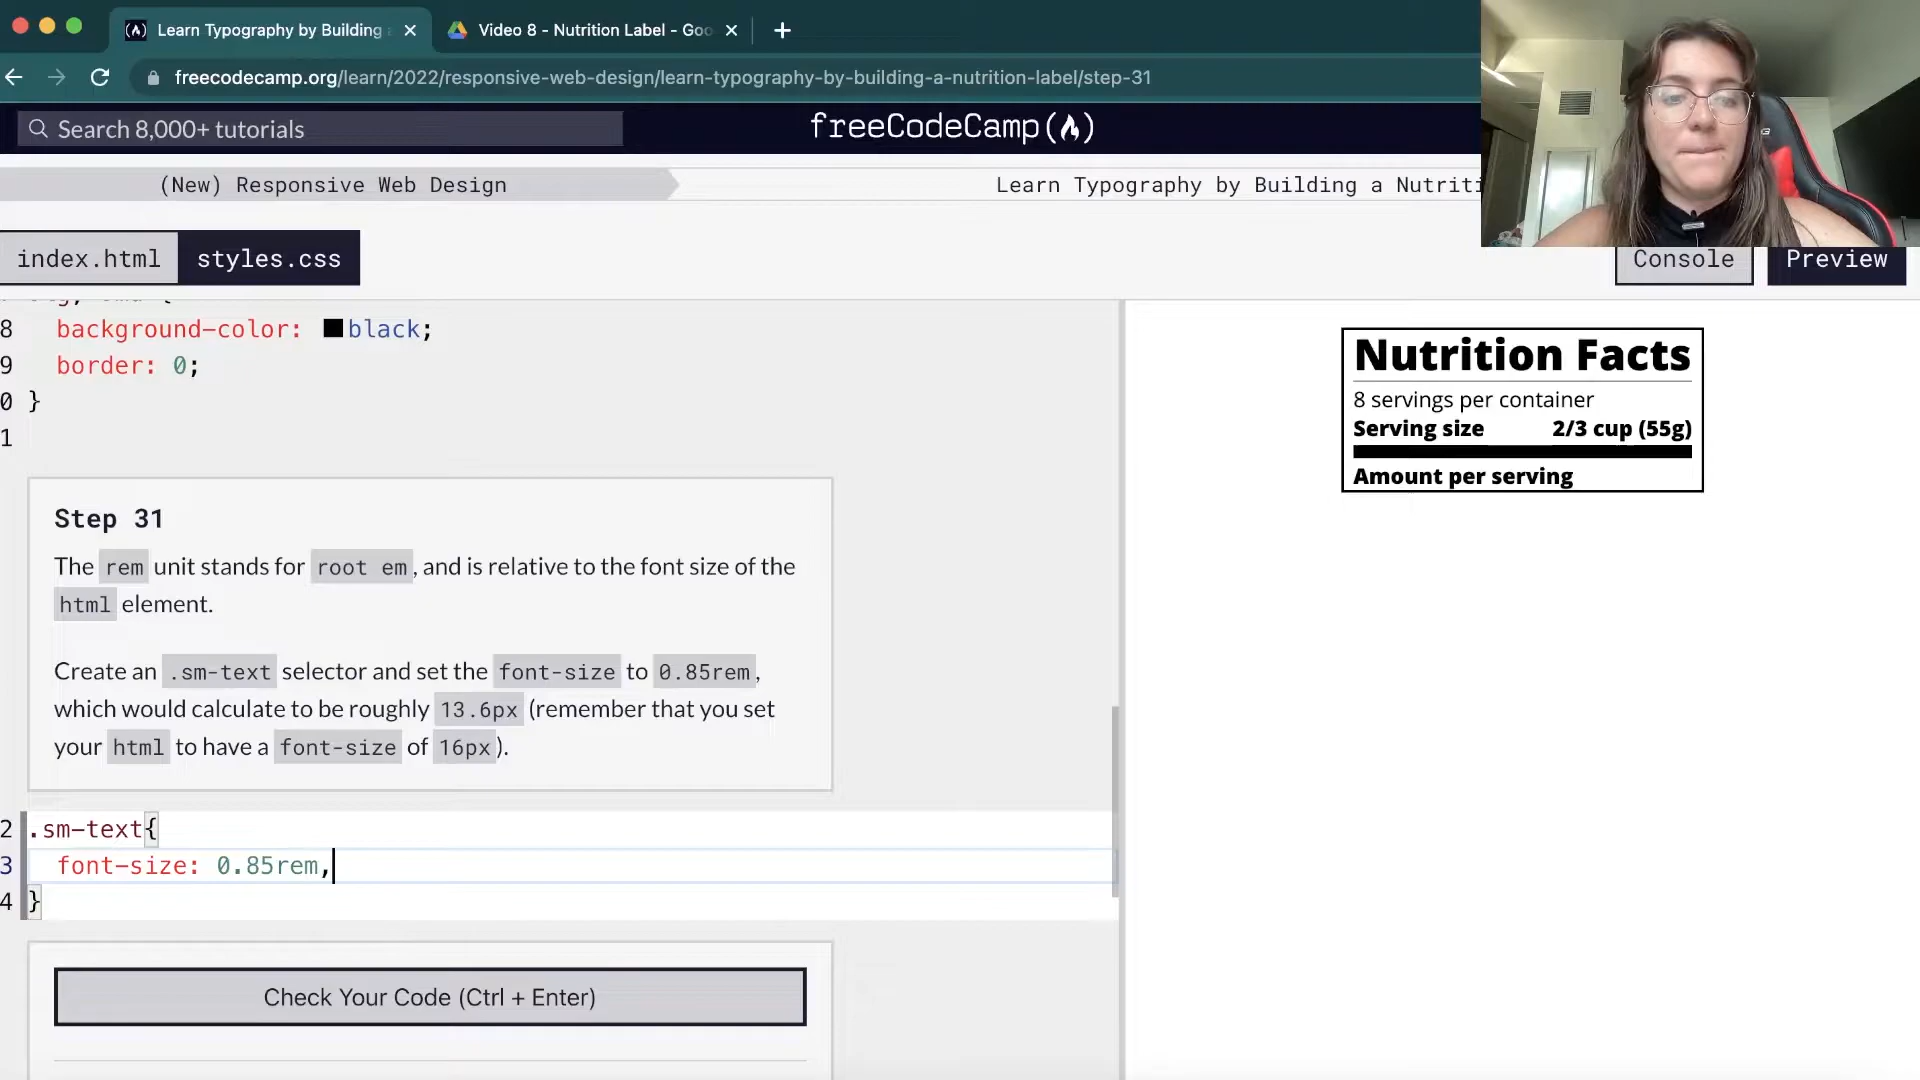 Learn Typography by Building
Video 8 - Nutrition Label - Goo
freecodecamp.org/learn/2022/responsive-web-design/learn-typography-by-building-a-nutrition-label/step-31
Search 8,000+ tutorials
freeCodeCamp(🔥)
(New) Responsive Web Design
Learn Typography by Building a Nutriti
index.html
styles.css
Console
Preview
8 background-color: black;
9 border: 0;
0 }
1
Step 31
The rem unit stands for root em, and is relative to the font size of the
html element.
Create an .sm-text selector and set the font-size to 0.85rem,
which would calculate to be roughly 13.6px (remember that you set
your html to have a font-size of 16px).
2 .sm-text{
3 font-size: 0.85rem,
4 }
Check Your Code (Ctrl + Enter)
Nutrition Facts
8 servings per container
Serving size 2/3 cup (55g)
Amount per serving